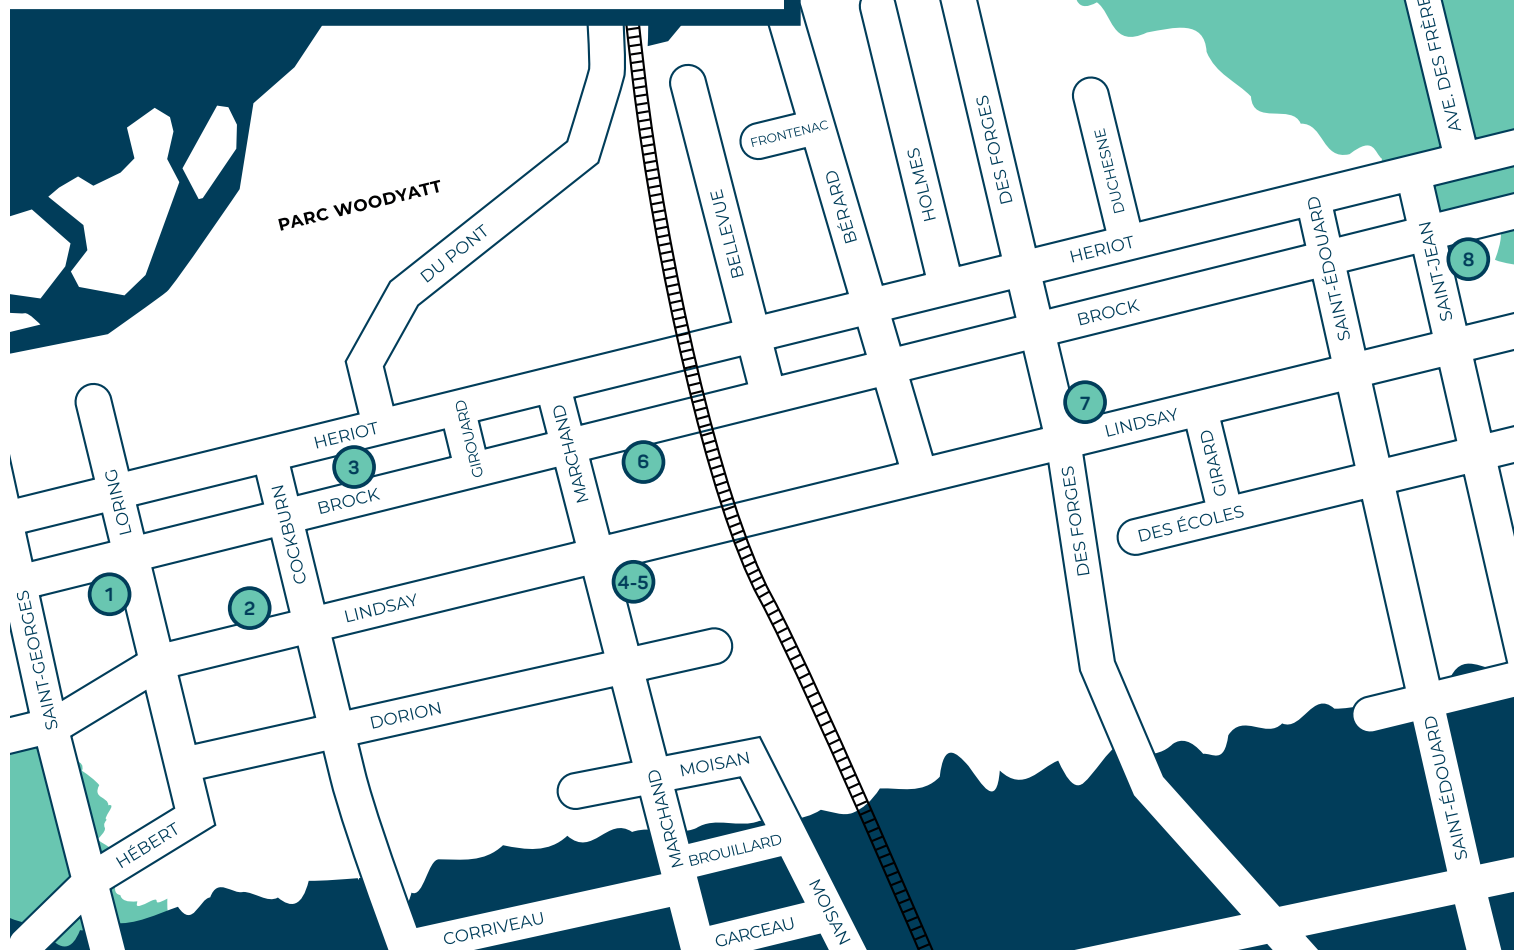 AVE. DES FRÈRE
FRONTENAC
DES FORGES
HOLMES
DUCHESNE
PARC WOODYATT
BÉRARD
BELLEVUE
DU PONT
HERIOT
SAINT-ÉDOUARD
SAINT-JEAN
8
BROCK
7
LINDSAY
GIRARD
HERIOT
GIROUARD
MARCHAND
3
6
BROCK
LORING
COCKBURN
DES FORGES
DES ÉCOLES
1
2
4-5
LINDSAY
SAINT-GEORGES
DORION
MOISAN
MARCHAND
SAINT-ÉDOUARD
HÉBERT
BROUILLARD
MOISAN
CORRIVEAU
GARCEAU